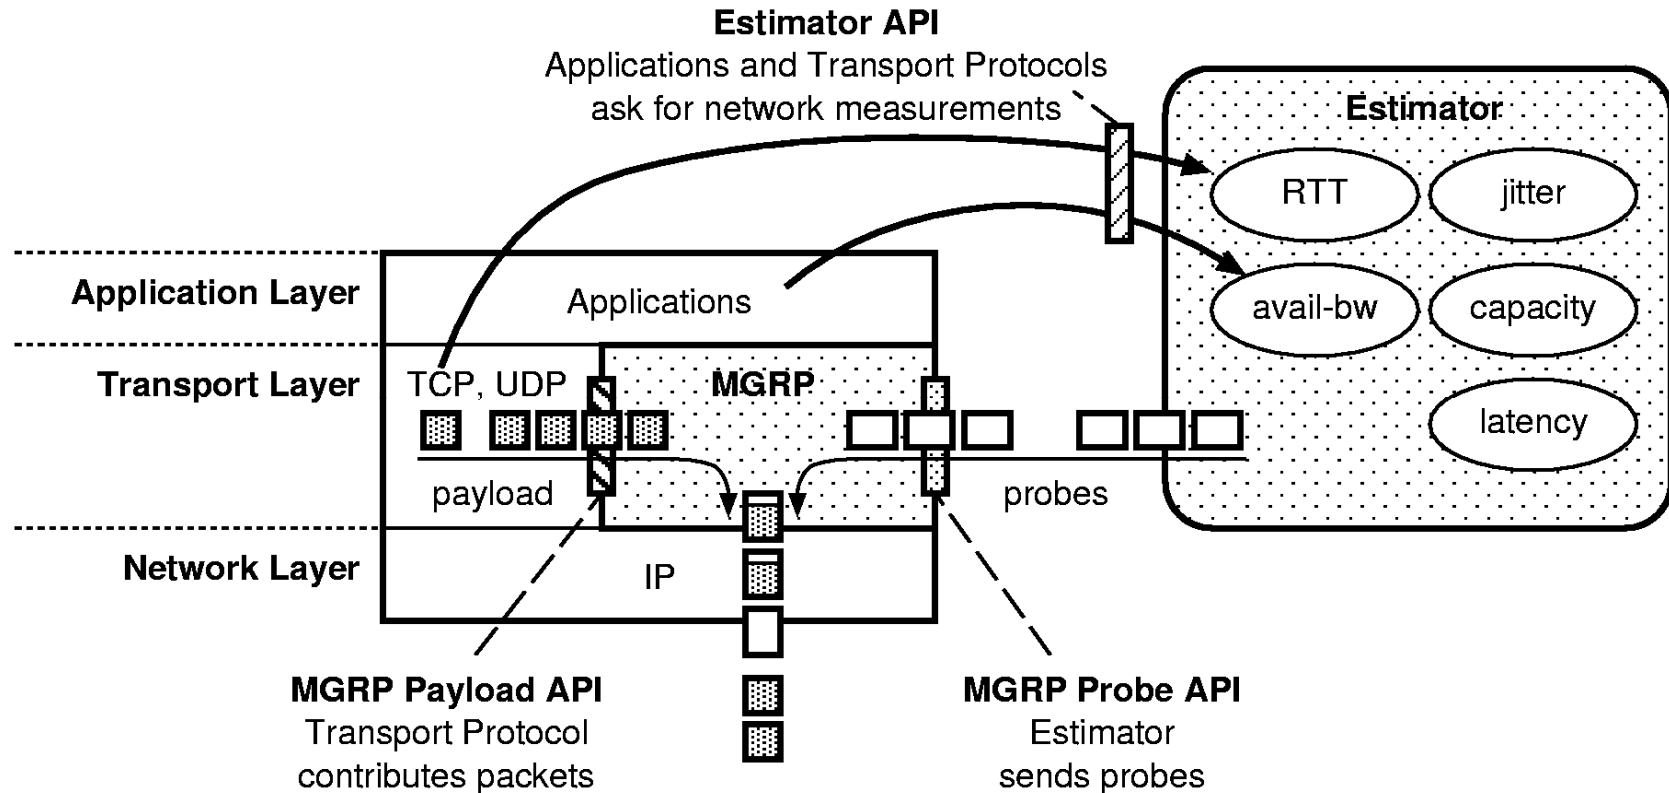 Estimator API
Applications and Transport Protocols
ask for network measurements
Estimator
RTT
jitter
avail-bw
capacity
latency
Application Layer
Applications
Transport Layer
TCP, UDP
MGRP
payload
probes
Network Layer
IP
MGRP Payload API
Transport Protocol
contributes packets
MGRP Probe API
Estimator
sends probes